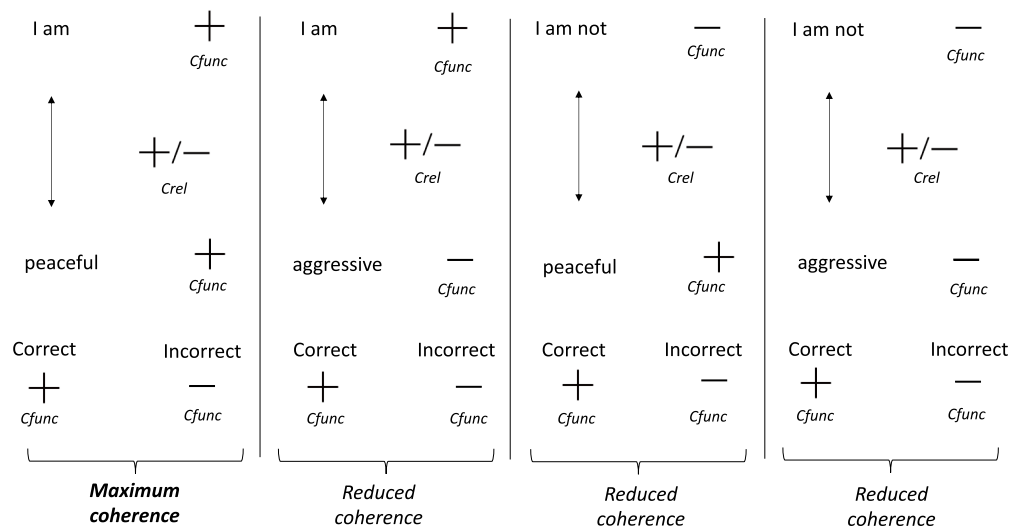 I am
+
Cfunc
+/−
Crel
peaceful
+
Cfunc
Correct
Incorrect
+
−
Cfunc
Cfunc
Maximum
coherence
I am
+
Cfunc
+/−
Crel
aggressive
−
Cfunc
Correct
Incorrect
+
−
Cfunc
Cfunc
Reduced
coherence
I am not
−
Cfunc
+/−
Crel
peaceful
+
Cfunc
Correct
Incorrect
+
−
Cfunc
Cfunc
Reduced
coherence
I am not
−
Cfunc
+/−
Crel
aggressive
−
Cfunc
Correct
Incorrect
+
−
Cfunc
Cfunc
Reduced
coherence